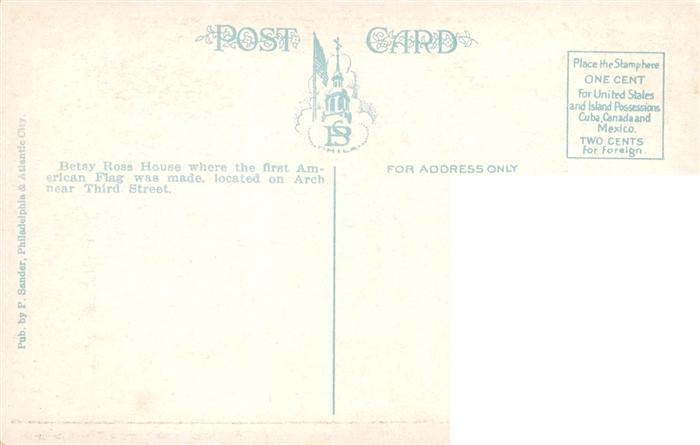 POST CARD
PHILA.
Place the Stamp here
ONE CENT
For United States
and Island Possessions
Cuba, Canada and
Mexico.
TWO CENTS
for Foreign.
Betsy Ross House where the first Am-
erican Flag was made, located on Arch
near Third Street.
FOR ADDRESS ONLY
Pub. by P. Sander, Philadelphia & Atlantic City.